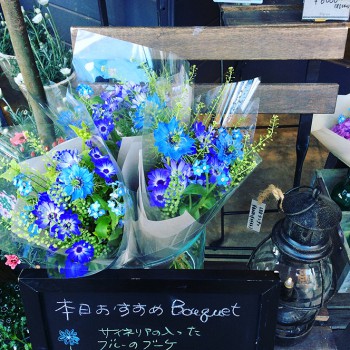 本日おすすめ Bouquet
サイネリアの入った
ブルーのブーケ